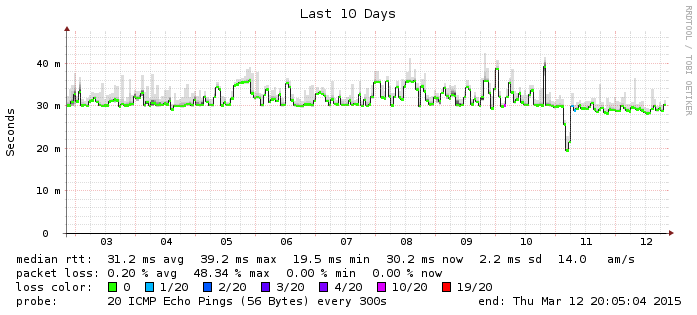 Last 10 Days
RRDTOOL / TOBI OETIKER
Seconds
40 m
30 m
20 m
10 m
0
03 04 05 06 07 08 09 10 11 12
median rtt: 31.2 ms avg 39.2 ms max 19.5 ms min 30.2 ms now 2.2 ms sd 14.0 am/s
packet loss: 0.20 % avg 48.34 % max 0.00 % min 0.00 % now
loss color: 0 1/20 2/20 3/20 4/20 10/20 19/20
probe: 20 ICMP Echo Pings (56 Bytes) every 300s end: Thu Mar 12 20:05:04 2015